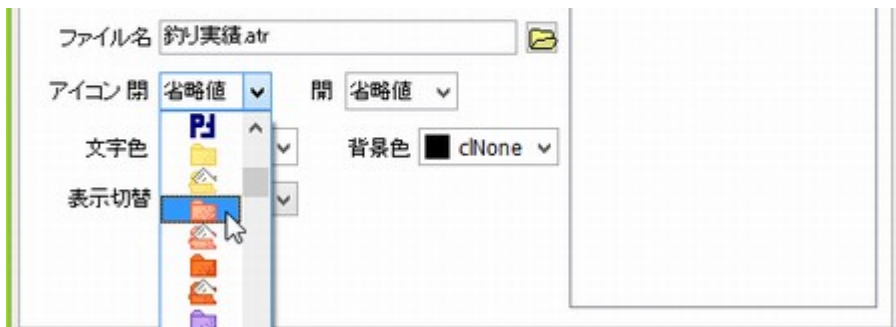 ファイル名 釣り実績.atr
アイコン 閉 省略値 開 省略値
文字色 背景色 clNone
表示切替